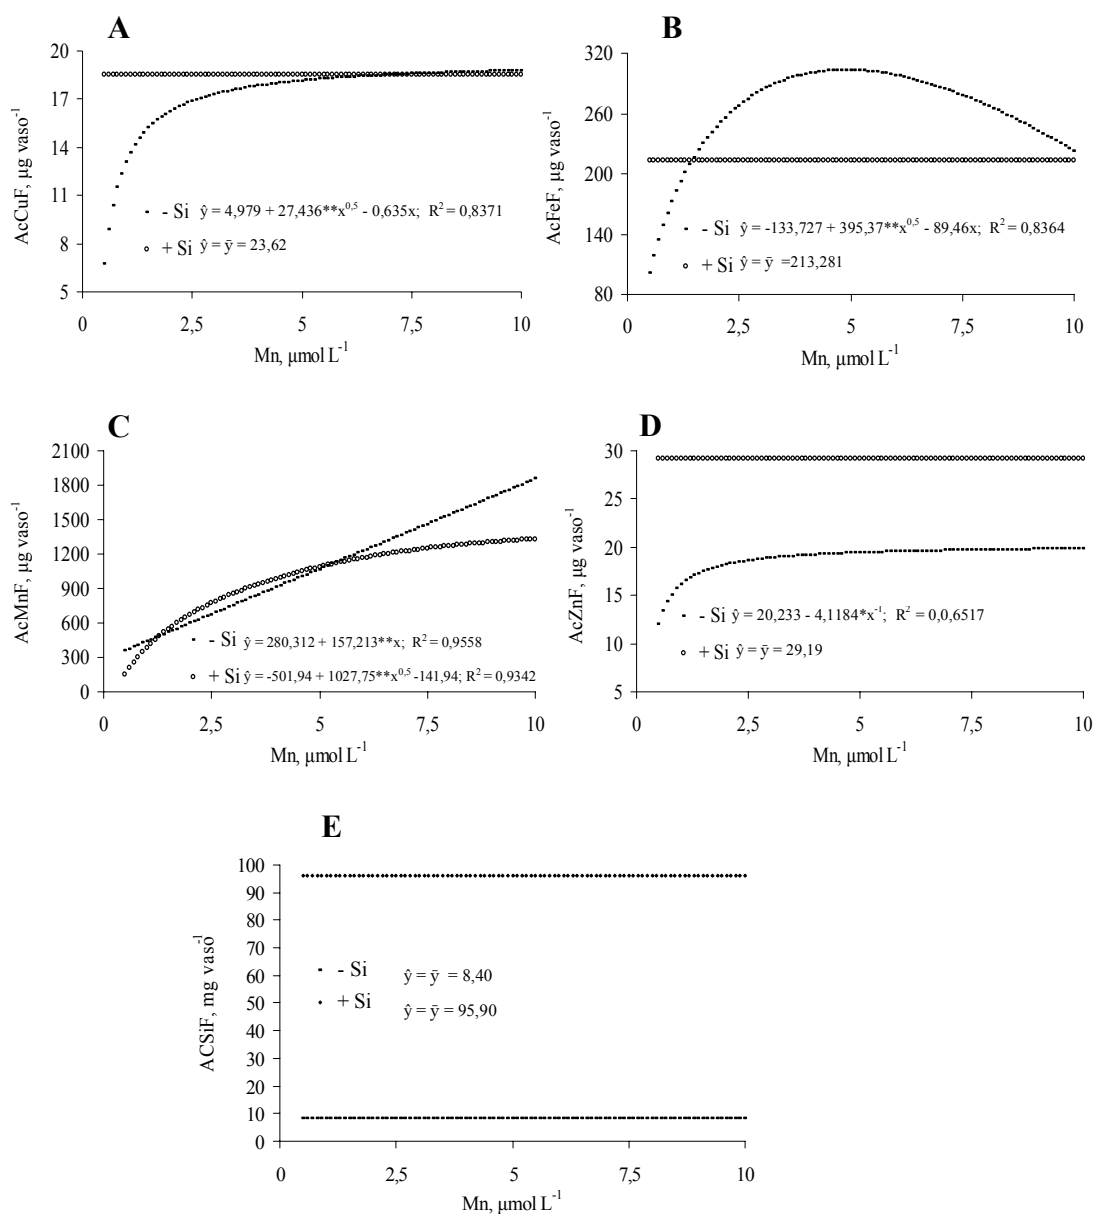 A
AcCuF, µg vaso⁻¹
20
17
14
11
8
5
- Si ŷ = 4,979 + 27,436**x⁰,⁵ - 0,635x; R² = 0,8371
+ Si ŷ = ȳ = 23,62
0 2,5 5 7,5 10
Mn, µmol L⁻¹
B
AcFeF, µg vaso⁻¹
320
260
200
140
80
- Si ŷ = -133,727 + 395,37**x⁰,⁵ - 89,46x; R² = 0,8364
+ Si ŷ = ȳ =213,281
0 2,5 5 7,5 10
Mn, µmol L⁻¹
C
AcMnF, µg vaso⁻¹
2100
1800
1500
1200
900
600
300
0
- Si ŷ = 280,312 + 157,213**x; R² = 0,9558
+ Si ŷ = -501,94 + 1027,75**x⁰,⁵ -141,94; R² = 0,9342
0 2,5 5 7,5 10
Mn, µmol L⁻¹
D
AcZnF, µg vaso⁻¹
30
25
20
15
10
5
- Si ŷ = 20,233 - 4,1184*x⁻¹; R² = 0,0,6517
+ Si ŷ = ȳ = 29,19
0 2,5 5 7,5 10
Mn, µmol L⁻¹
E
ACSiF, mg vaso⁻¹
100
90
80
70
60
50
40
30
20
10
0
- Si ŷ = ȳ = 8,40
+ Si ŷ = ȳ = 95,90
0 2,5 5 7,5 10
Mn, µmol L⁻¹